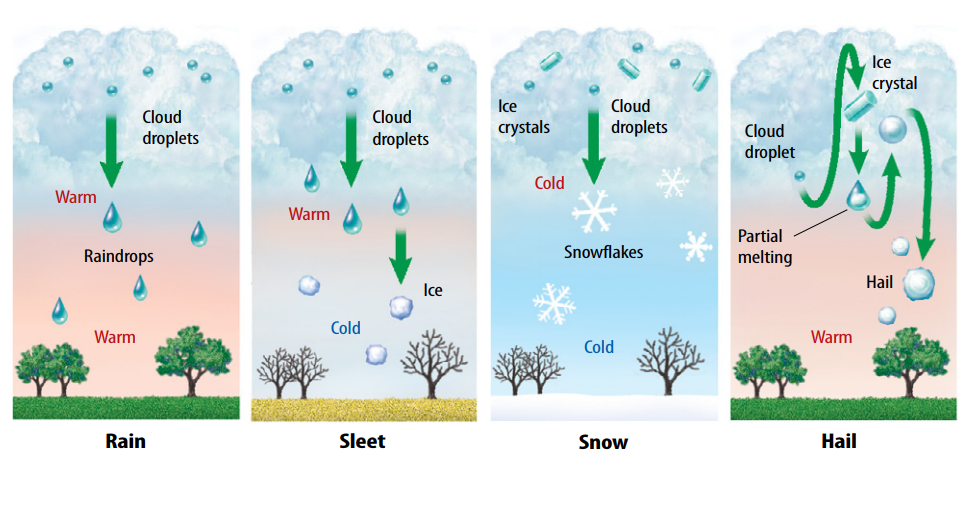 Cloud
droplets
Warm
Raindrops
Warm
Rain
Cloud
droplets
Warm
Ice
Cold
Sleet
Ice
crystals
Cloud
droplets
Cold
Snowflakes
Cold
Snow
Ice
crystal
Cloud
droplet
Partial
melting
Hail
Warm
Hail